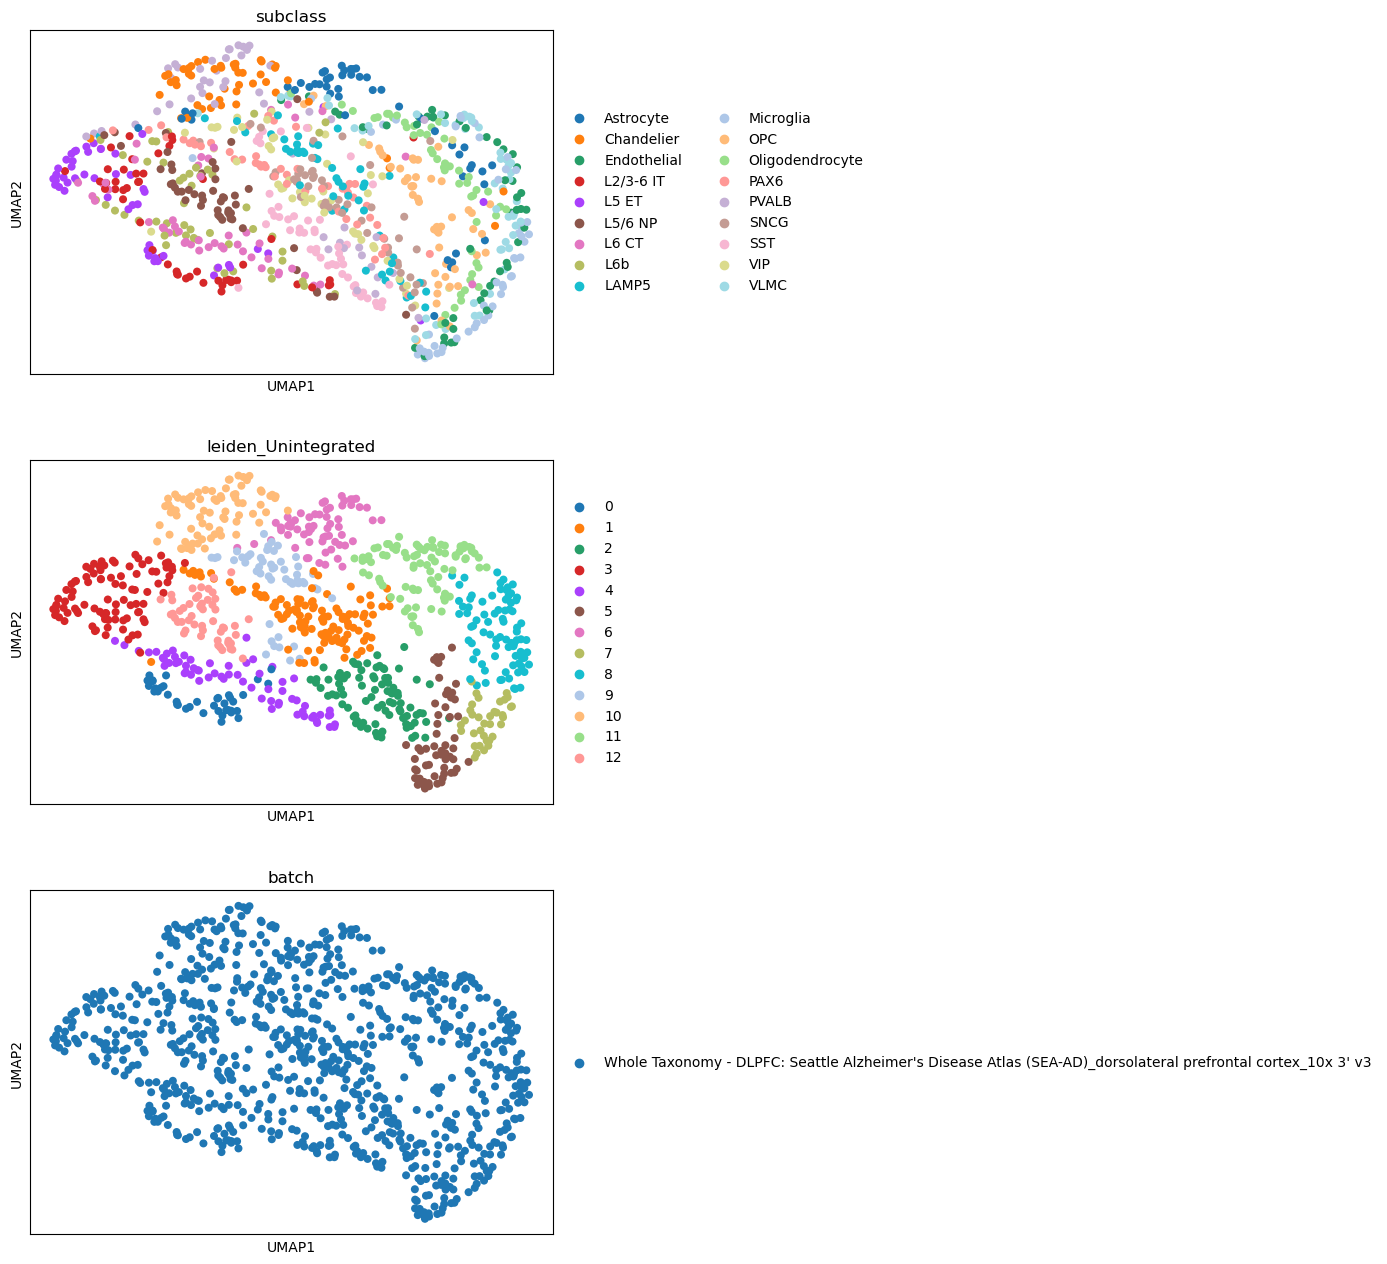 subclass
UMAP2
UMAP1
Astrocyte
Chandelier
Endothelial
L2/3-6 IT
L5 ET
L5/6 NP
L6 CT
L6b
LAMP5
Microglia
OPC
Oligodendrocyte
PAX6
PVALB
SNCG
SST
VIP
VLMC
leiden_Unintegrated
UMAP2
UMAP1
0
1
2
3
4
5
6
7
8
9
10
11
12
batch
UMAP2
UMAP1
Whole Taxonomy - DLPFC: Seattle Alzheimer's Disease Atlas (SEA-AD)_dorsolateral prefrontal cortex_10x 3' v3